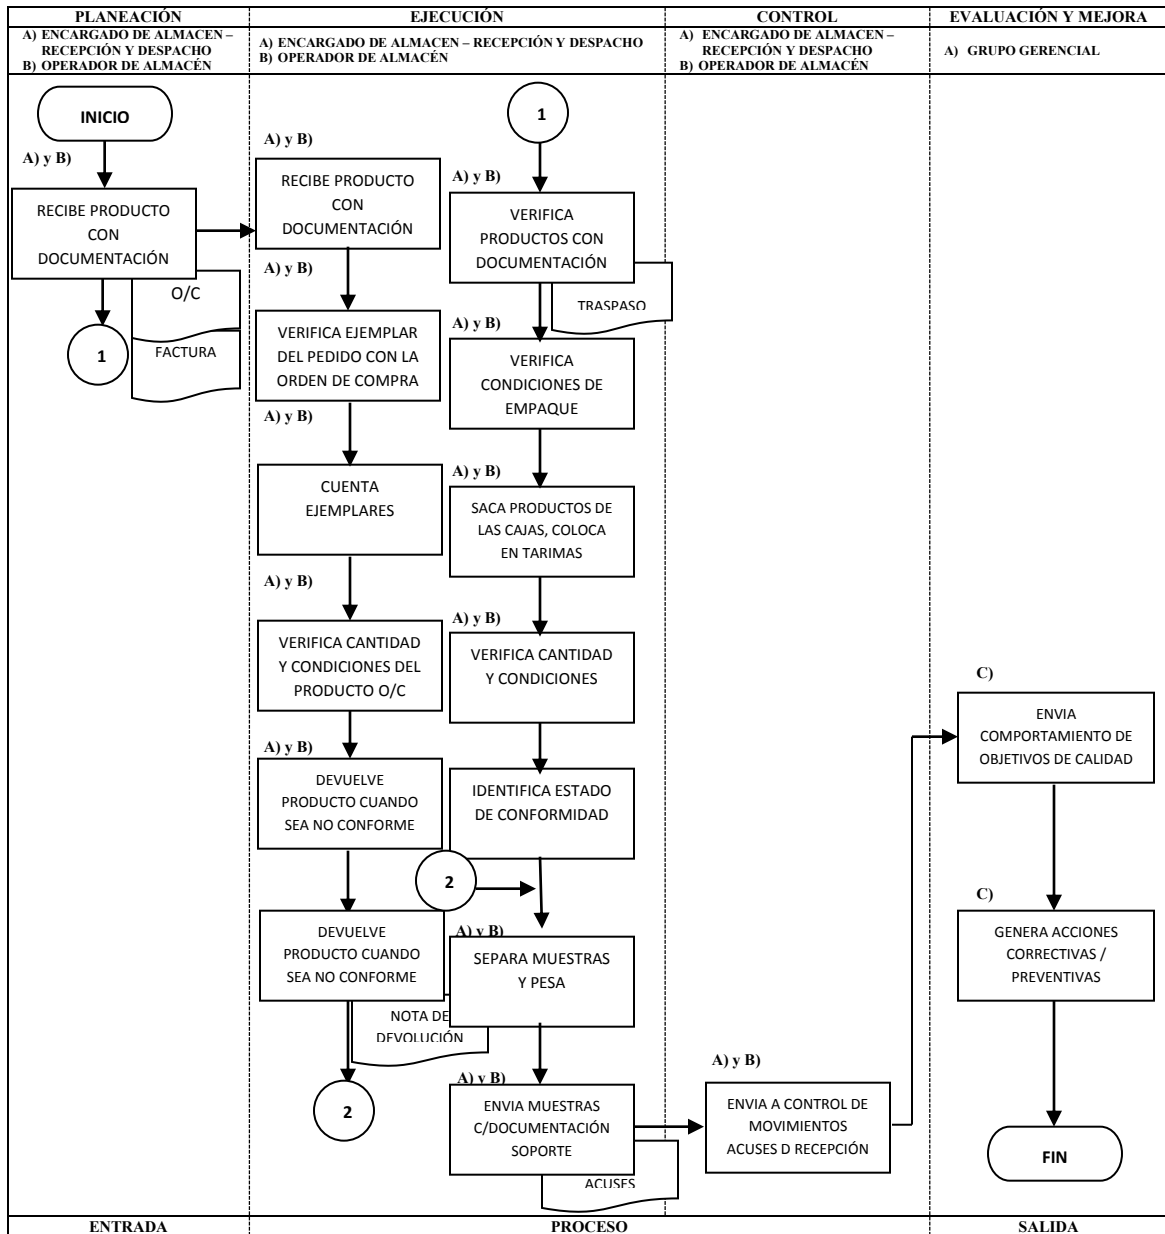 PLANEACIÓN
EJECUCIÓN
CONTROL
EVALUACIÓN Y MEJORA
A) ENCARGADO DE ALMACEN –
RECEPCIÓN Y DESPACHO
B) OPERADOR DE ALMACÉN
A) ENCARGADO DE ALMACEN – RECEPCIÓN Y DESPACHO
B) OPERADOR DE ALMACÉN
A) ENCARGADO DE ALMACEN –
RECEPCIÓN Y DESPACHO
B) OPERADOR DE ALMACÉN
A) GRUPO GERENCIAL
INICIO
A) y B)
RECIBE PRODUCTO
CON
DOCUMENTACIÓN
O/C
FACTURA
1
A) y B)
RECIBE PRODUCTO
CON
DOCUMENTACIÓN
A) y B)
VERIFICA EJEMPLAR
DEL PEDIDO CON LA
ORDEN DE COMPRA
A) y B)
CUENTA
EJEMPLARES
A) y B)
VERIFICA CANTIDAD
Y CONDICIONES DEL
PRODUCTO O/C
A) y B)
DEVUELVE
PRODUCTO CUANDO
SEA NO CONFORME
DEVUELVE
PRODUCTO CUANDO
SEA NO CONFORME
NOTA DE
DEVOLUCIÓN
2
1
A) y B)
VERIFICA
PRODUCTOS CON
DOCUMENTACIÓN
TRASPASO
A) y B)
VERIFICA
CONDICIONES DE
EMPAQUE
A) y B)
SACA PRODUCTOS DE
LAS CAJAS, COLOCA
EN TARIMAS
A) y B)
VERIFICA CANTIDAD
Y CONDICIONES
IDENTIFICA ESTADO
DE CONFORMIDAD
2
A) y B)
SEPARA MUESTRAS
Y PESA
A) y B)
ENVIA MUESTRAS
C/DOCUMENTACIÓN
SOPORTE
ACUSES
A) y B)
ENVIA A CONTROL DE
MOVIMIENTOS
ACUSES D RECEPCIÓN
C)
ENVIA
COMPORTAMIENTO DE
OBJETIVOS DE CALIDAD
C)
GENERA ACCIONES
CORRECTIVAS /
PREVENTIVAS
FIN
ENTRADA
PROCESO
SALIDA